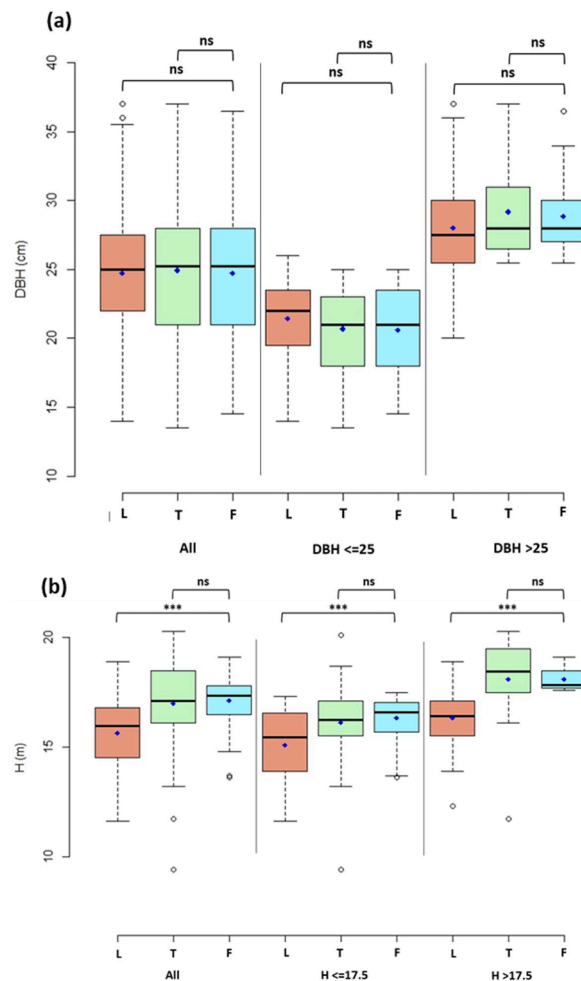 (a)
ns
ns
ns
ns
ns
ns
40
35
30
25
20
15
10
DBH (cm)
L T F L T F L T F
All DBH <=25 DBH >25
(b)
ns
ns
ns
***
***
***
20
15
10
H (m)
L T F L T F L T F
All H <=17.5 H >17.5